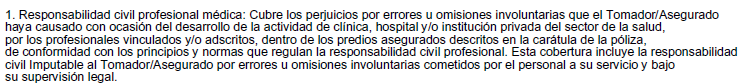 1. Responsabilidad civil profesional médica: Cubre los perjuicios por errores u omisiones involuntarias que el Tomador/Asegurado
haya causado con ocasión del desarrollo de la actividad de clínica, hospital y/o institución privada del sector de la salud,
por los profesionales vinculados y/o adscritos, dentro de los predios asegurados descritos en la carátula de la póliza,
de conformidad con los principios y normas que regulan la responsabilidad civil profesional. Esta cobertura incluye la responsabilidad
civil Imputable al Tomador/Asegurado por errores u omisiones involuntarias cometidos por el personal a su servicio y bajo
su supervisión legal.